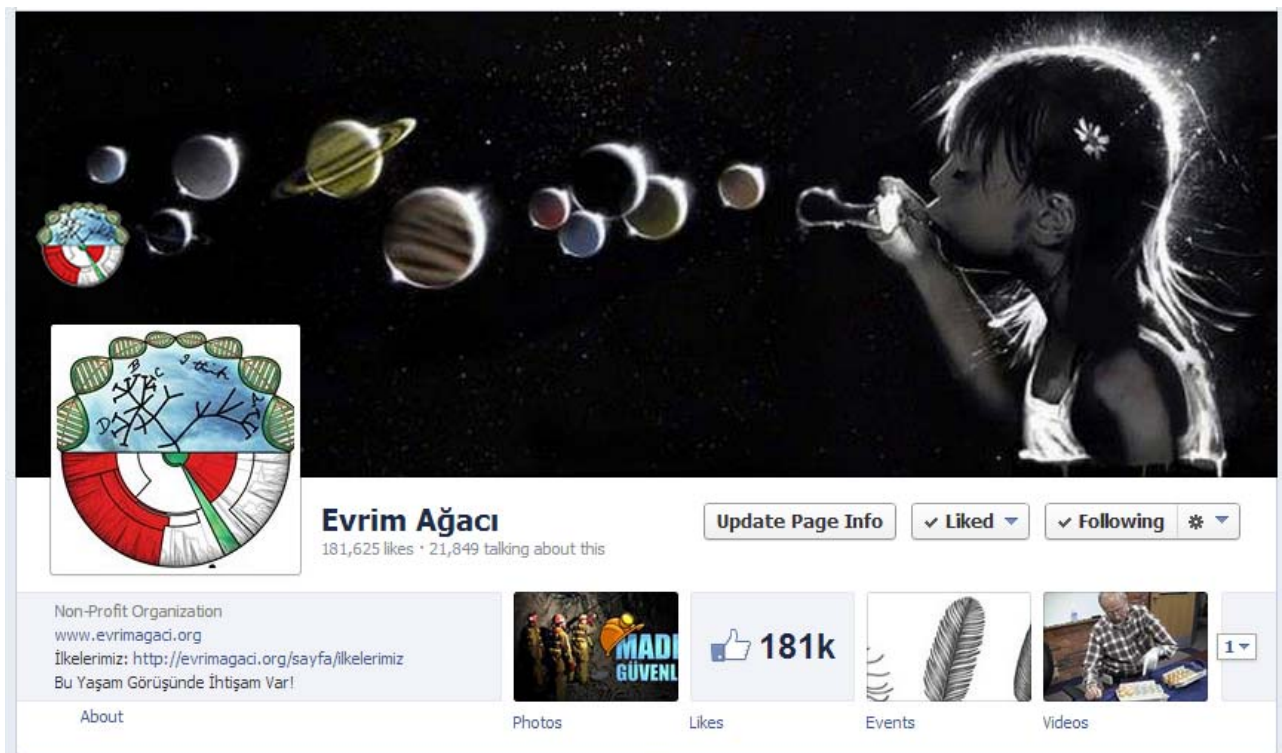 I think
B
C
D
A
Evrim Ağacı
181,625 likes · 21,849 talking about this
Update Page Info
✓ Liked
✓ Following
Non-Profit Organization
www.evrimagaci.org
İlkelerimiz: http://evrimagaci.org/sayfa/ilkelerimiz
Bu Yaşam Görüşünde İhtişam Var!
About
MADE
GÜVENL
Photos
181k
Likes
Events
Videos
1